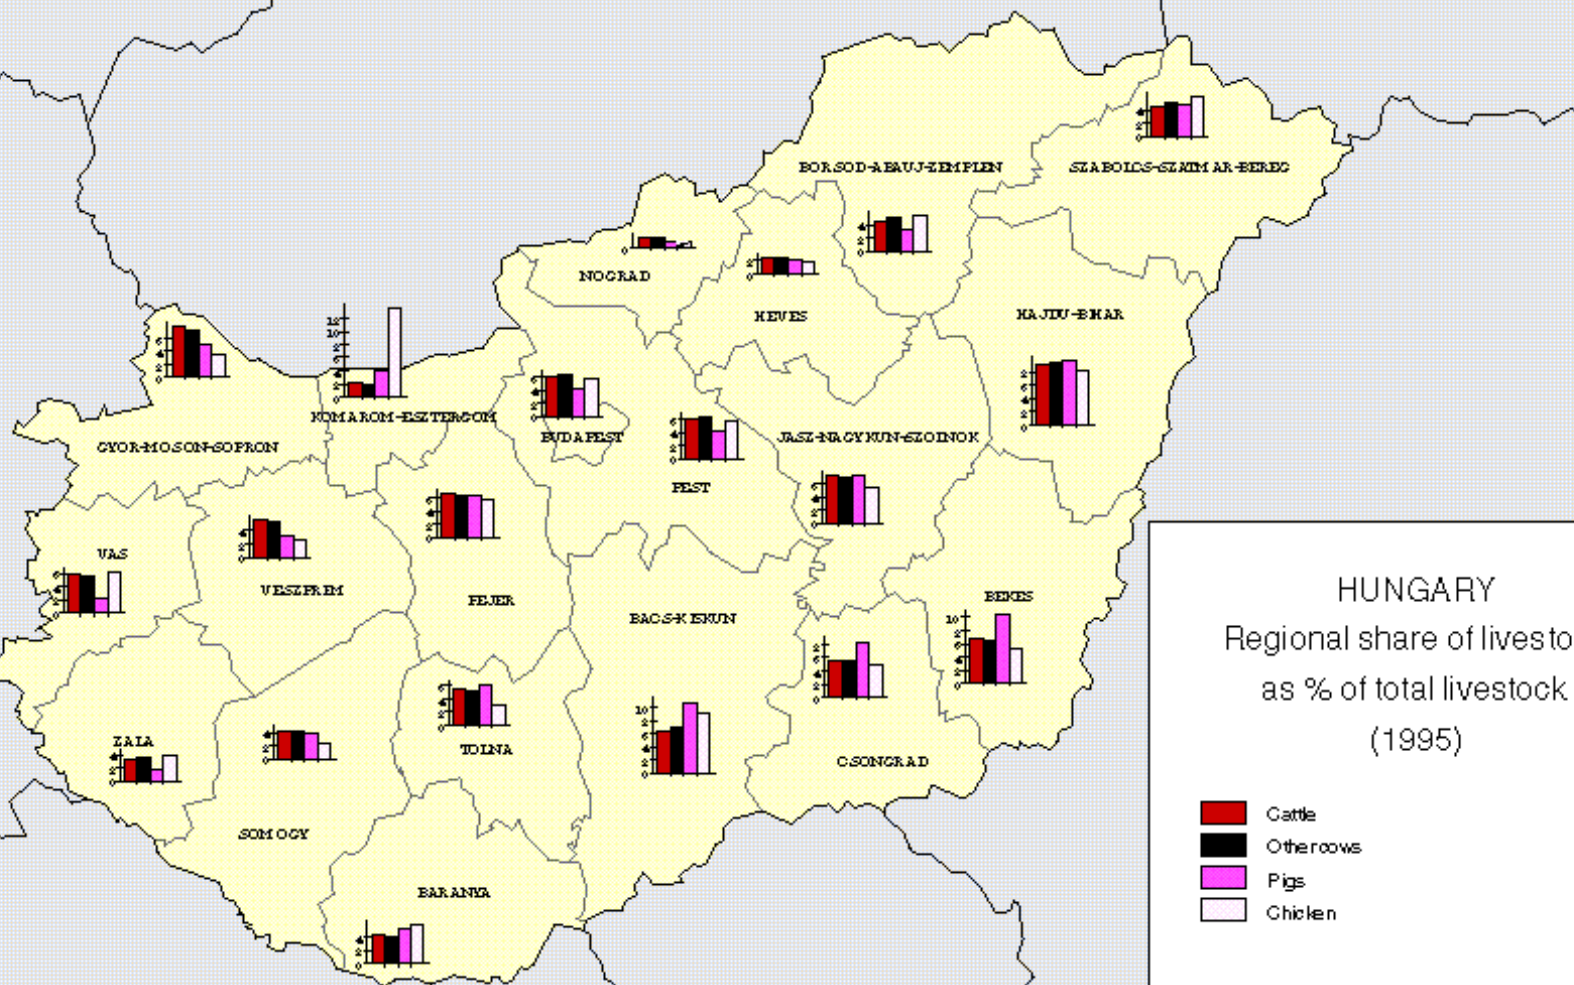 BORSOD-ABAUJ-ZEMPLEN
SZABOLCS-SZATMAR-BEREG
NOGRAD
HEVES
HAJDU-BIHAR
KOMAROM-ESZTERGOM
GYOR-MOSON-SOPRON
BUDAPEST
JASZ-NAGYKUN-SZOLNOK
PEST
VAS
VESZPREM
FEJER
BACS-KISKUN
BEKES
ZALA
TOLNA
CSONGRAD
SOMOGY
BARANYA
HUNGARY
Regional share of livesto
as % of total livestock
(1995)
Cattle
Othercows
Pigs
Chicken